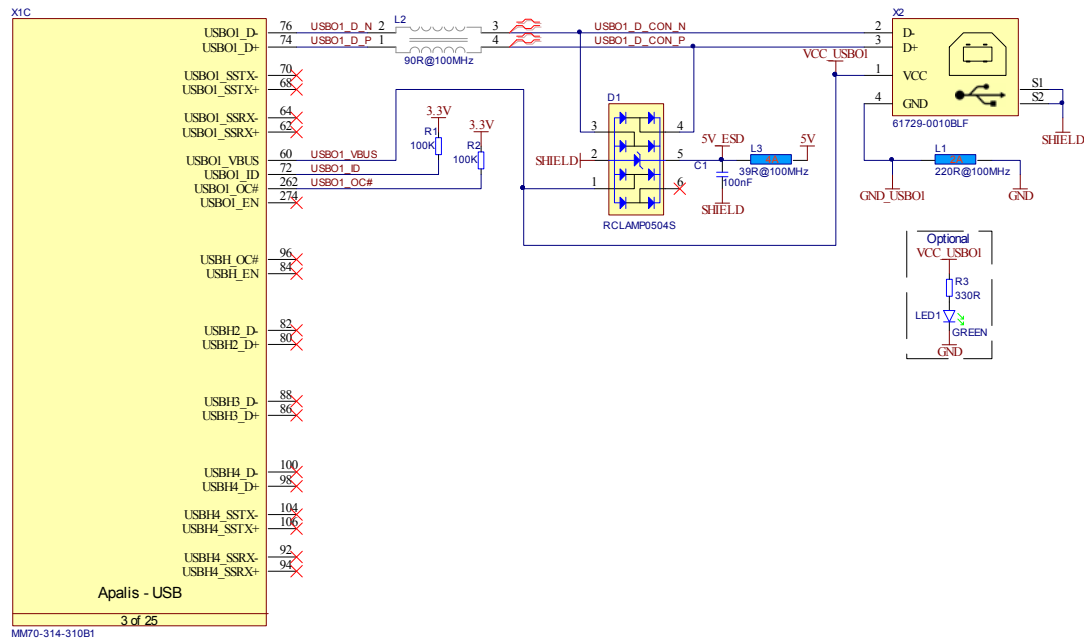 X1C
USBO1_D- 76 USBO1_D_N 2 L2 3 USBO1_D_CON_N 2 D- X2
USBO1_D+ 74 USBO1_D_P 1 4 USBO1_D_CON_P 3 D+
90R@100MHz
VCC_USBO1
USBO1_SSTX- 70
1 VCC
USBO1_SSTX+ 68
S1
S2
4 GND
61729-0010BLF
SHIELD
USBO1_SSRX- 64
USBO1_SSRX+ 62
3.3V
R1
100K
3.3V
R2
100K
D1
3 4
SHIELD 2 5
1 6
RCLAMP0504S
5V_ESD L3 5V
2A
39R@100MHz
C1
100nF
SHIELD
L1
2A
220R@100MHz
GND_USBO1
GND
USBO1_VBUS 60 USBO1_VBUS
USBO1_ID 72 USBO1_ID
USBO1_OC# 262 USBO1_OC#
USBO1_EN 274
Optional
VCC_USBO1
R3
330R
LED1
GREEN
GND
USBH_OC# 96
USBH_EN 84
USBH2_D- 82
USBH2_D+ 80
USBH3_D- 88
USBH3_D+ 86
USBH4_D- 100
USBH4_D+ 98
USBH4_SSTX- 104
USBH4_SSTX+ 106
USBH4_SSRX- 92
USBH4_SSRX+ 94
Apalis - USB
3 of 25
MM70-314-310B1